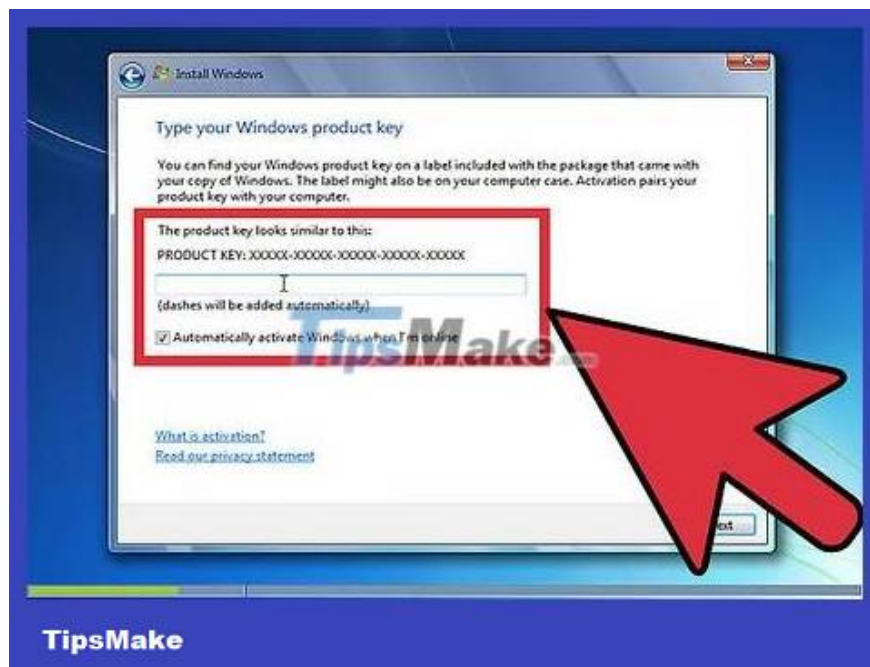 Install Windows
Type your Windows product key
You can find your Windows product key on a label included with the package that came with
your copy of Windows. The label might also be on your computer case. Activation pairs your
product key with your computer.
The product key looks similar to this:
PRODUCT KEY: XXXXX-XXXXX-XXXXX-XXXXX-XXXXX
(dashes will be added automatically)
Automatically activate Windows when I'm online
TipsMake.com
What is activation?
Read our privacy statement
ext
TipsMake